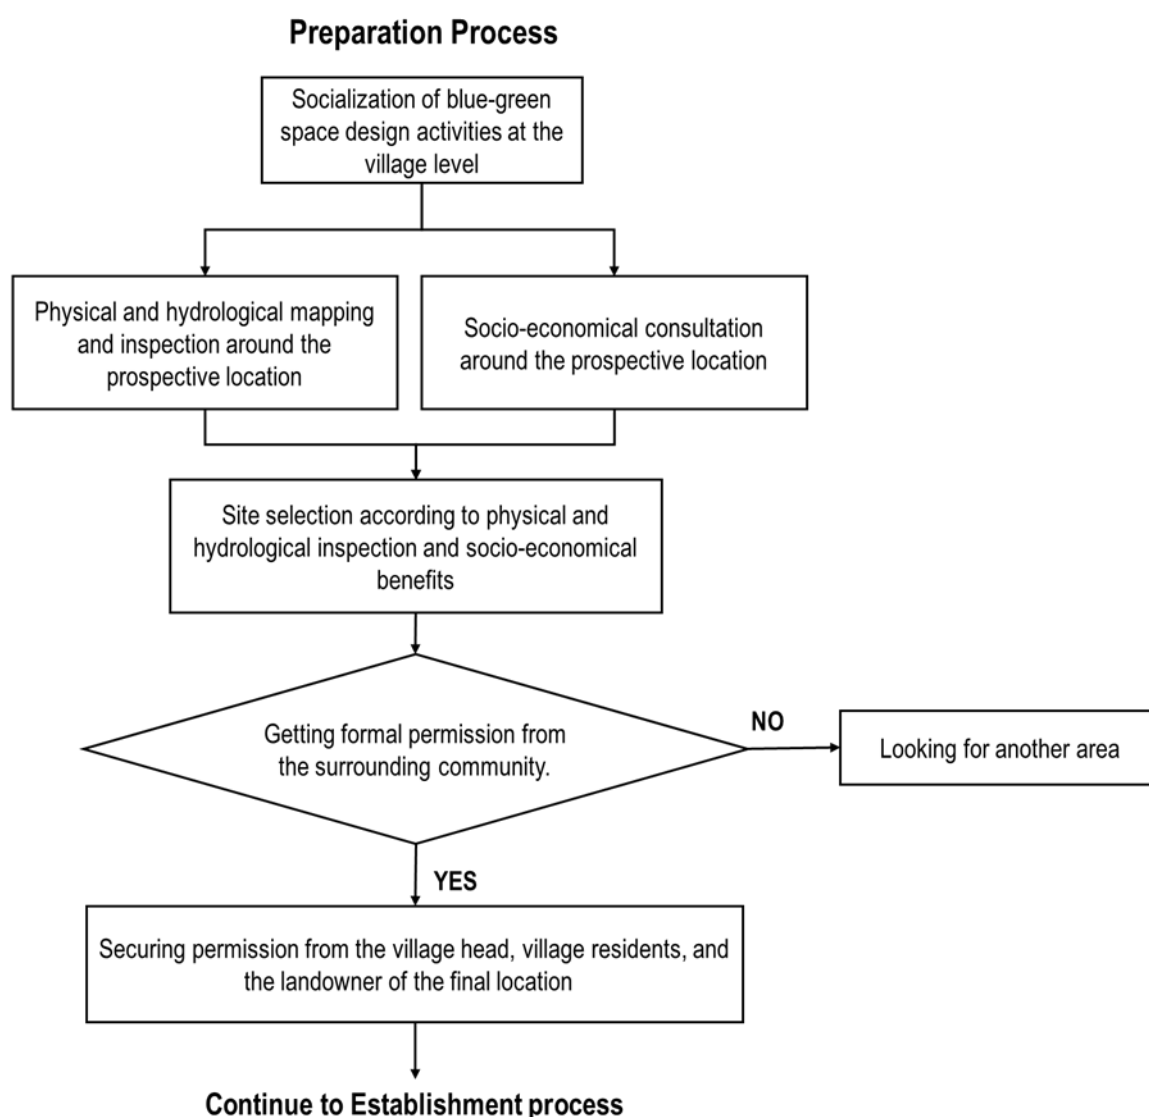 Preparation Process
Socialization of blue-green
space design activities at the
village level
Physical and hydrological mapping
and inspection around the
prospective location
Socio-economical consultation
around the prospective location
Site selection according to physical and
hydrological inspection and socio-economical
benefits
Getting formal permission from
the surrounding community.
NO
Looking for another area
YES
Securing permission from the village head, village residents, and
the landowner of the final location
Continue to Establishment process